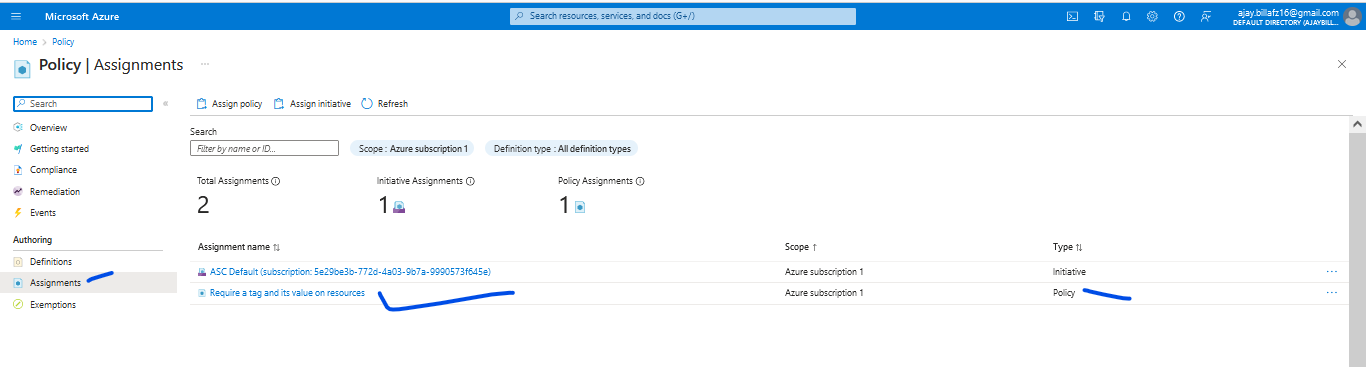 Microsoft Azure
Search resources, services, and docs (G+/)
ajay.billafz16@gmail.com
DEFAULT DIRECTORY (AJAYBILL...
Home > Policy
Policy | Assignments ...
Search
Overview
Getting started
Compliance
Remediation
Events
Authoring
Definitions
Assignments
Exemptions
Assign policy Assign initiative Refresh
Search
Filter by name or ID...
Scope : Azure subscription 1
Definition type : All definition types
Total Assignments
2
Initiative Assignments
1
Policy Assignments
1
Assignment name Scope Type
ASC Default (subscription: 5e29be3b-772d-4a03-9b7a-9990573f645e) Azure subscription 1 Initiative ...
Require a tag and its value on resources Azure subscription 1 Policy ...